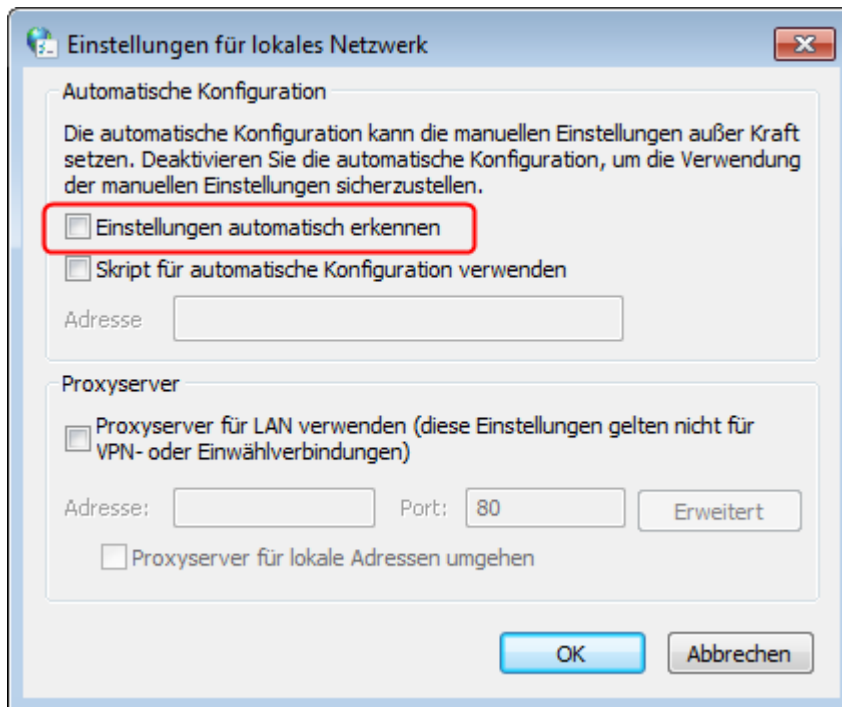 Einstellungen für lokales Netzwerk
Automatische Konfiguration
Die automatische Konfiguration kann die manuellen Einstellungen außer Kraft
setzen. Deaktivieren Sie die automatische Konfiguration, um die Verwendung
der manuellen Einstellungen sicherzustellen.
Einstellungen automatisch erkennen
Skript für automatische Konfiguration verwenden
Adresse
Proxyserver
Proxyserver für LAN verwenden (diese Einstellungen gelten nicht für
VPN- oder Einwählverbindungen)
Adresse: Port: 80 Erweitert
Proxyserver für lokale Adressen umgehen
OK Abbrechen